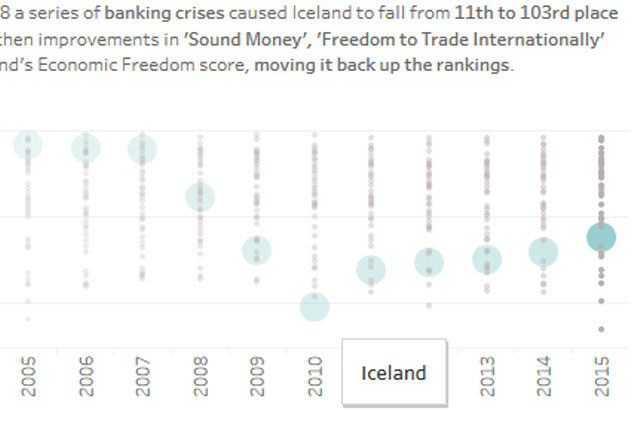 8 a series of banking crises caused Iceland to fall from 11th to 103rd place
then improvements in 'Sound Money', 'Freedom to Trade Internationally'
nd's Economic Freedom score, moving it back up the rankings.
2005 2006 2007 2008 2009 2010 2013 2014 2015
Iceland